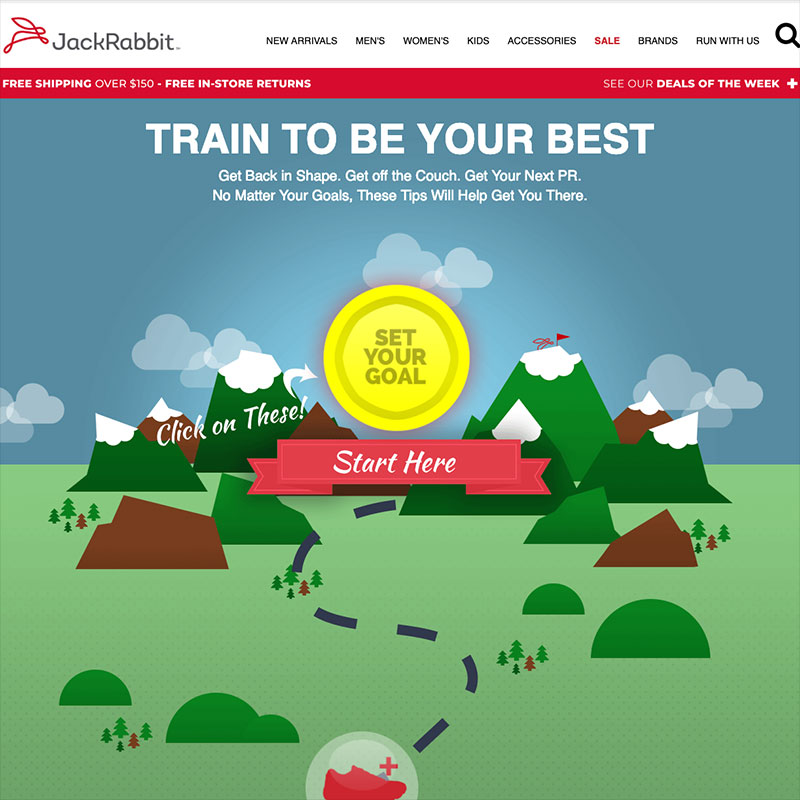 JackRabbit™
NEW ARRIVALS MEN'S WOMEN'S KIDS ACCESSORIES SALE BRANDS RUN WITH US
FREE SHIPPING OVER $150 - FREE IN-STORE RETURNS
SEE OUR DEALS OF THE WEEK +
TRAIN TO BE YOUR BEST
Get Back in Shape. Get off the Couch. Get Your Next PR.
No Matter Your Goals, These Tips Will Help Get You There.
SET
YOUR
GOAL
Click on These!
Start Here